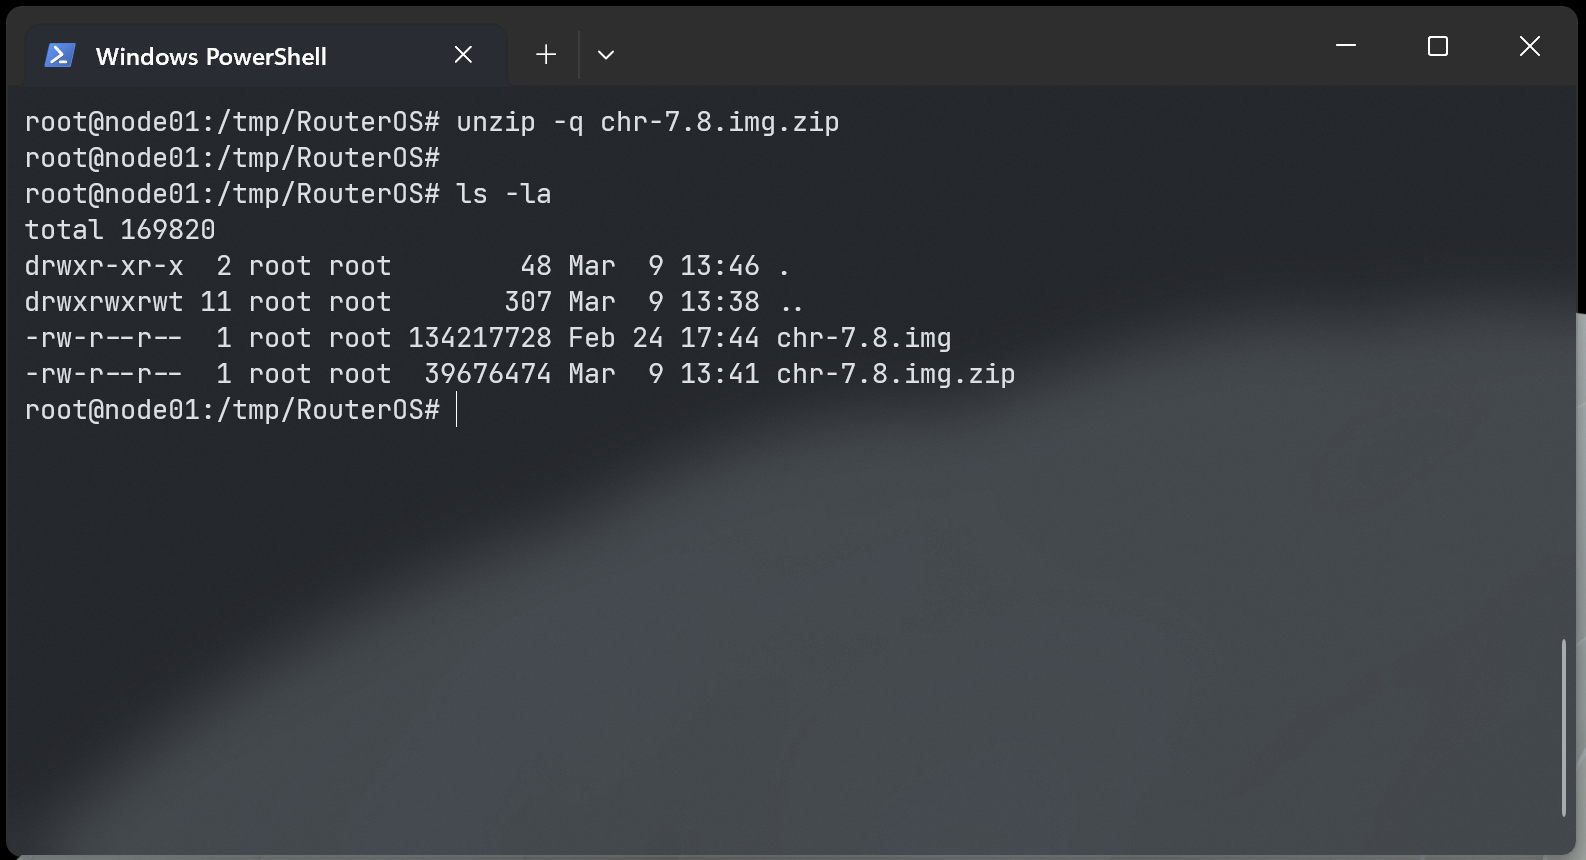 Windows PowerShell
root@node01:/tmp/RouterOS# unzip -q chr-7.8.img.zip
root@node01:/tmp/RouterOS#
root@node01:/tmp/RouterOS# ls -la
total 169820
drwxr-xr-x  2 root root        48 Mar  9 13:46 .
drwxrwxrwt 11 root root       307 Mar  9 13:38 ..
-rw-r--r--  1 root root 134217728 Feb 24 17:44 chr-7.8.img
-rw-r--r--  1 root root  39676474 Mar  9 13:41 chr-7.8.img.zip
root@node01:/tmp/RouterOS#